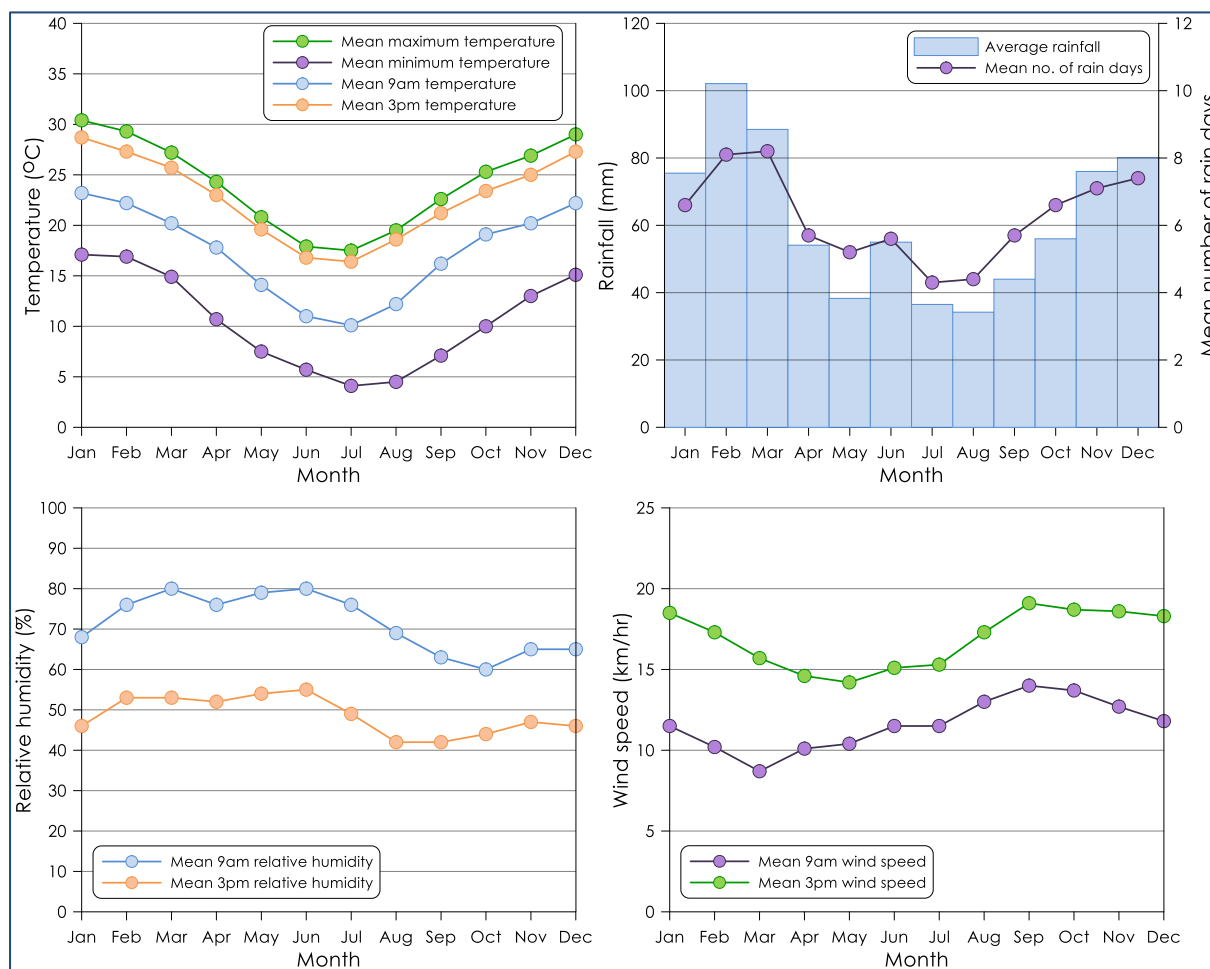 40
35
30
25
20
15
10
5
0
Temperature (°C)
Mean maximum temperature
Mean minimum temperature
Mean 9am temperature
Mean 3pm temperature
Jan Feb Mar Apr May Jun Jul Aug Sep Oct Nov Dec
Month
120
100
80
60
40
20
0
Rainfall (mm)
Average rainfall
Mean no. of rain days
12
10
8
6
4
2
0
Mean number of rain days
Jan Feb Mar Apr May Jun Jul Aug Sep Oct Nov Dec
Month
100
90
80
70
60
50
40
30
20
10
0
Relative humidity (%)
Mean 9am relative humidity
Mean 3pm relative humidity
Jan Feb Mar Apr May Jun Jul Aug Sep Oct Nov Dec
Month
25
20
15
10
5
0
Wind speed (km/hr)
Mean 9am wind speed
Mean 3pm wind speed
Jan Feb Mar Apr May Jun Jul Aug Sep Oct Nov Dec
Month